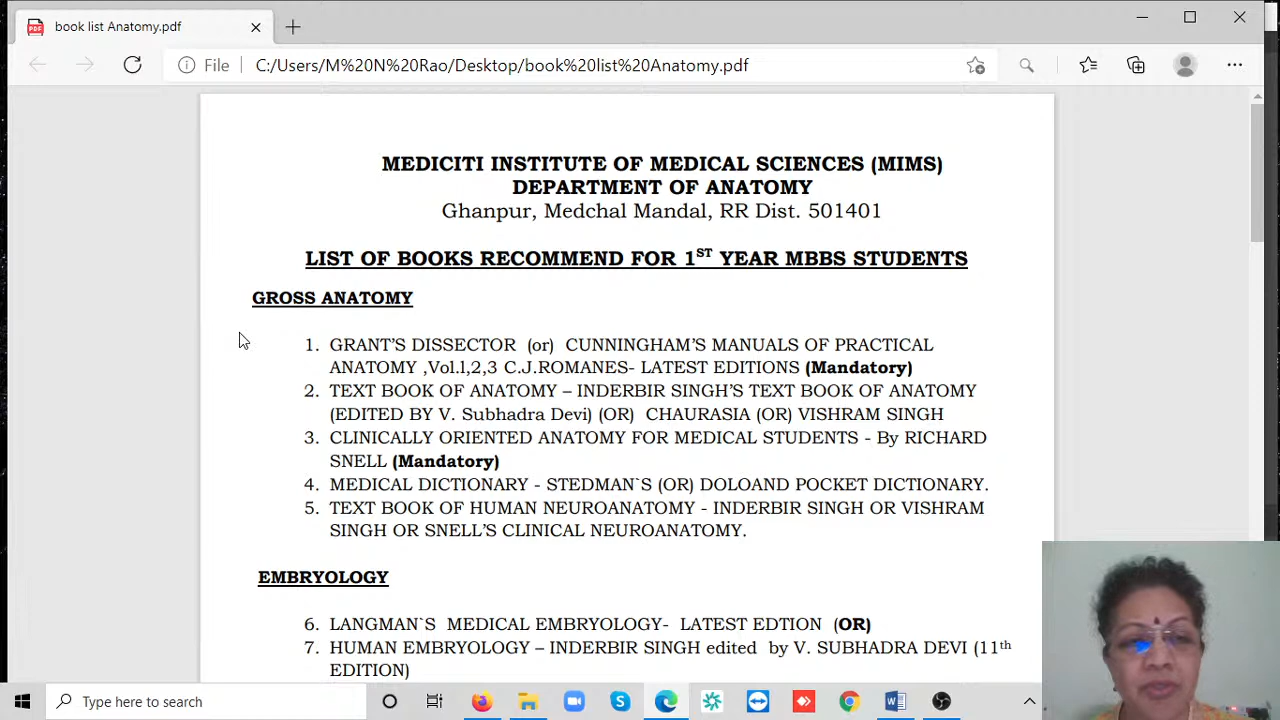 book list Anatomy.pdf
File
C:/Users/M%20N%20Rao/Desktop/book%20list%20Anatomy.pdf
MEDICITI INSTITUTE OF MEDICAL SCIENCES (MIMS)
DEPARTMENT OF ANATOMY
Ghanpur, Medchal Mandal, RR Dist. 501401
LIST OF BOOKS RECOMMEND FOR 1ST YEAR MBBS STUDENTS
GROSS ANATOMY
1. GRANT'S DISSECTOR (or) CUNNINGHAM'S MANUALS OF PRACTICAL
ANATOMY ,Vol.l,2,3 C.J.ROMANES- LATEST EDITIONS (Mandatory)
2. TEXT BOOK OF ANATOMY – INDERBIR SINGH'S TEXT BOOK OF ANATOMY
(EDITED BY V. Subhadra Devi) (OR) CHAURASIA (OR) VISHRAM SINGH
3. CLINICALLY ORIENTED ANATOMY FOR MEDICAL STUDENTS - By RICHARD
SNELL (Mandatory)
4. MEDICAL DICTIONARY - STEDMAN`S (OR) DOLOAND POCKET DICTIONARY.
5. TEXT BOOK OF HUMAN NEUROANATOMY - INDERBIR SINGH OR VISHRAM
SINGH OR SNELL'S CLINICAL NEUROANATOMY.
EMBRYOLOGY
6. LANGMAN`S MEDICAL EMBRYOLOGY- LATEST EDTION (OR)
7. HUMAN EMBRYOLOGY – INDERBIR SINGH edited by V. SUBHADRA DEVI (11th
EDITION)
Type here to search